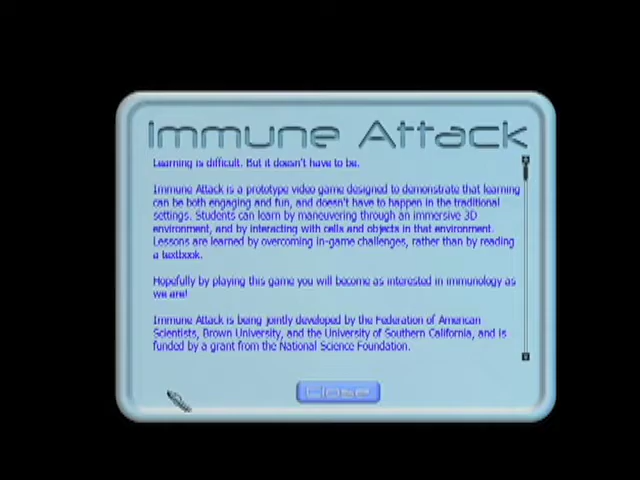 Immune Attack
Learning is difficult. But it doesn't have to be.
Immune Attack is a prototype video game designed to demonstrate that learning
can be both engaging and fun, and doesn't have to happen in the traditional
settings. Students can learn by maneuvering through an immersive 3D
environment, and by interacting with cells and objects in that environment.
Lessons are learned by overcoming in-game challenges, rather than by reading
a textbook.
Hopefully by playing this game you will become as interested in immunology as
we are!
Immune Attack is being jointly developed by the Federation of American
Scientists, Brown University, and the University of Southern California, and is
funded by a grant from the National Science Foundation.
Close